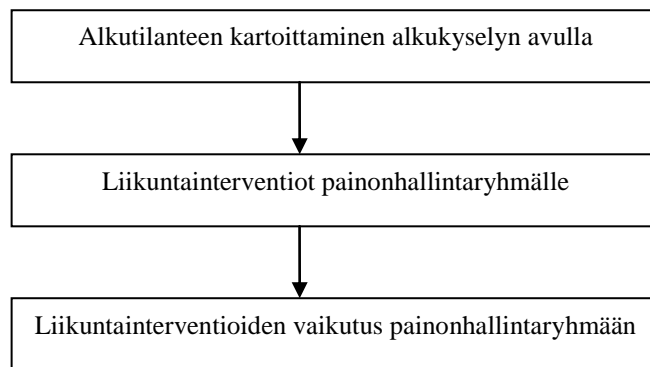 Alkutilanteen kartoittaminen alkukyselyn avulla
Liikuntainterventiot painonhallintaryhmälle
Liikuntainterventioiden vaikutus painonhallintaryhmään